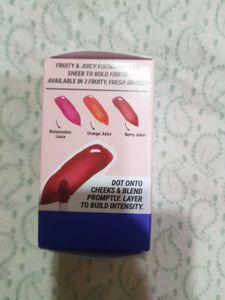 FRUITY & JUICY FORMULA
SHEER TO BOLD FINISH
AVAILABLE IN 3 FRUITY, FRESH SHADES
Watermelon
Juice
Orange Juice
Berry Juice
DOT ONTO
CHEEKS & BLEND
PROMPTLY. LAYER
TO BUILD INTENSITY.